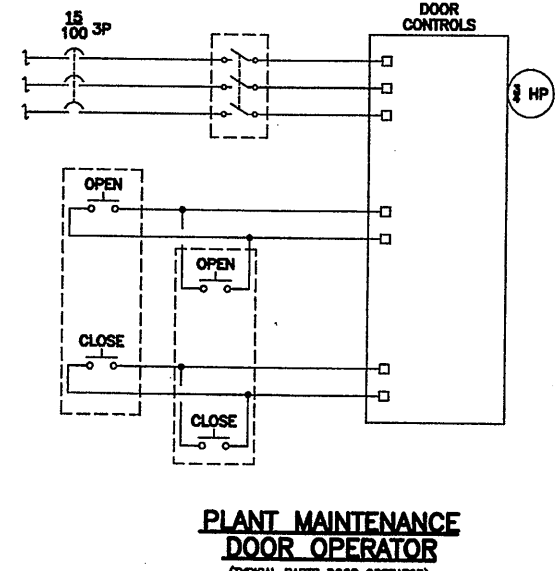 DOOR
CONTROLS
15
100 3P
HP
OPEN
OPEN
CLOSE
CLOSE
PLANT MAINTENANCE
DOOR OPERATOR